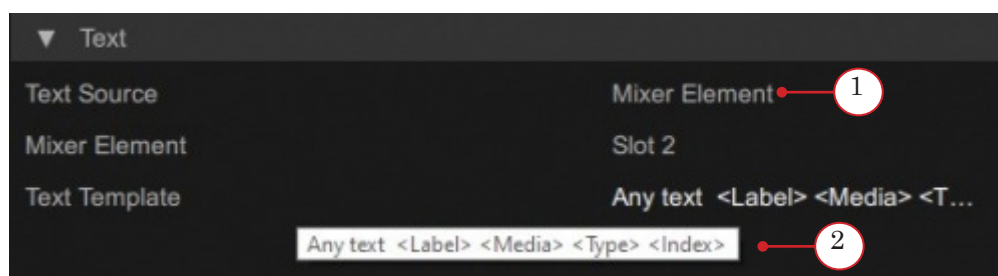 ▼ Text
Text Source Mixer Element 1
Mixer Element Slot 2
Text Template Any text <Label> <Media> <T...
Any text <Label> <Media> <Type> <Index> 2